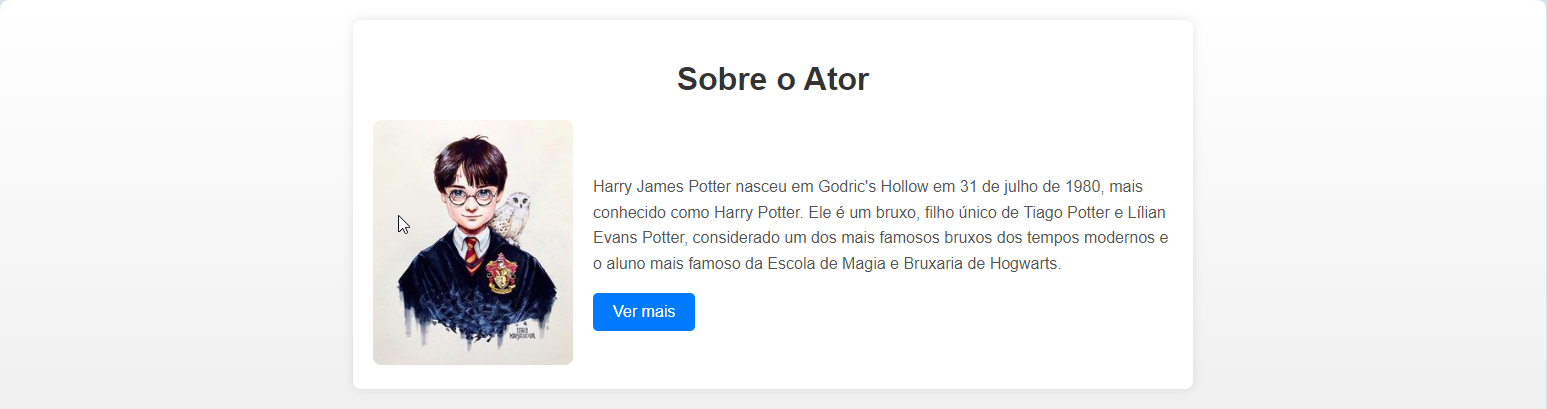 Sobre o Ator
Harry James Potter nasceu em Godric's Hollow em 31 de julho de 1980, mais
conhecido como Harry Potter. Ele é um bruxo, filho único de Tiago Potter e Lílian
Evans Potter, considerado um dos mais famosos bruxos dos tempos modernos e
o aluno mais famoso da Escola de Magia e Bruxaria de Hogwarts.
Ver mais